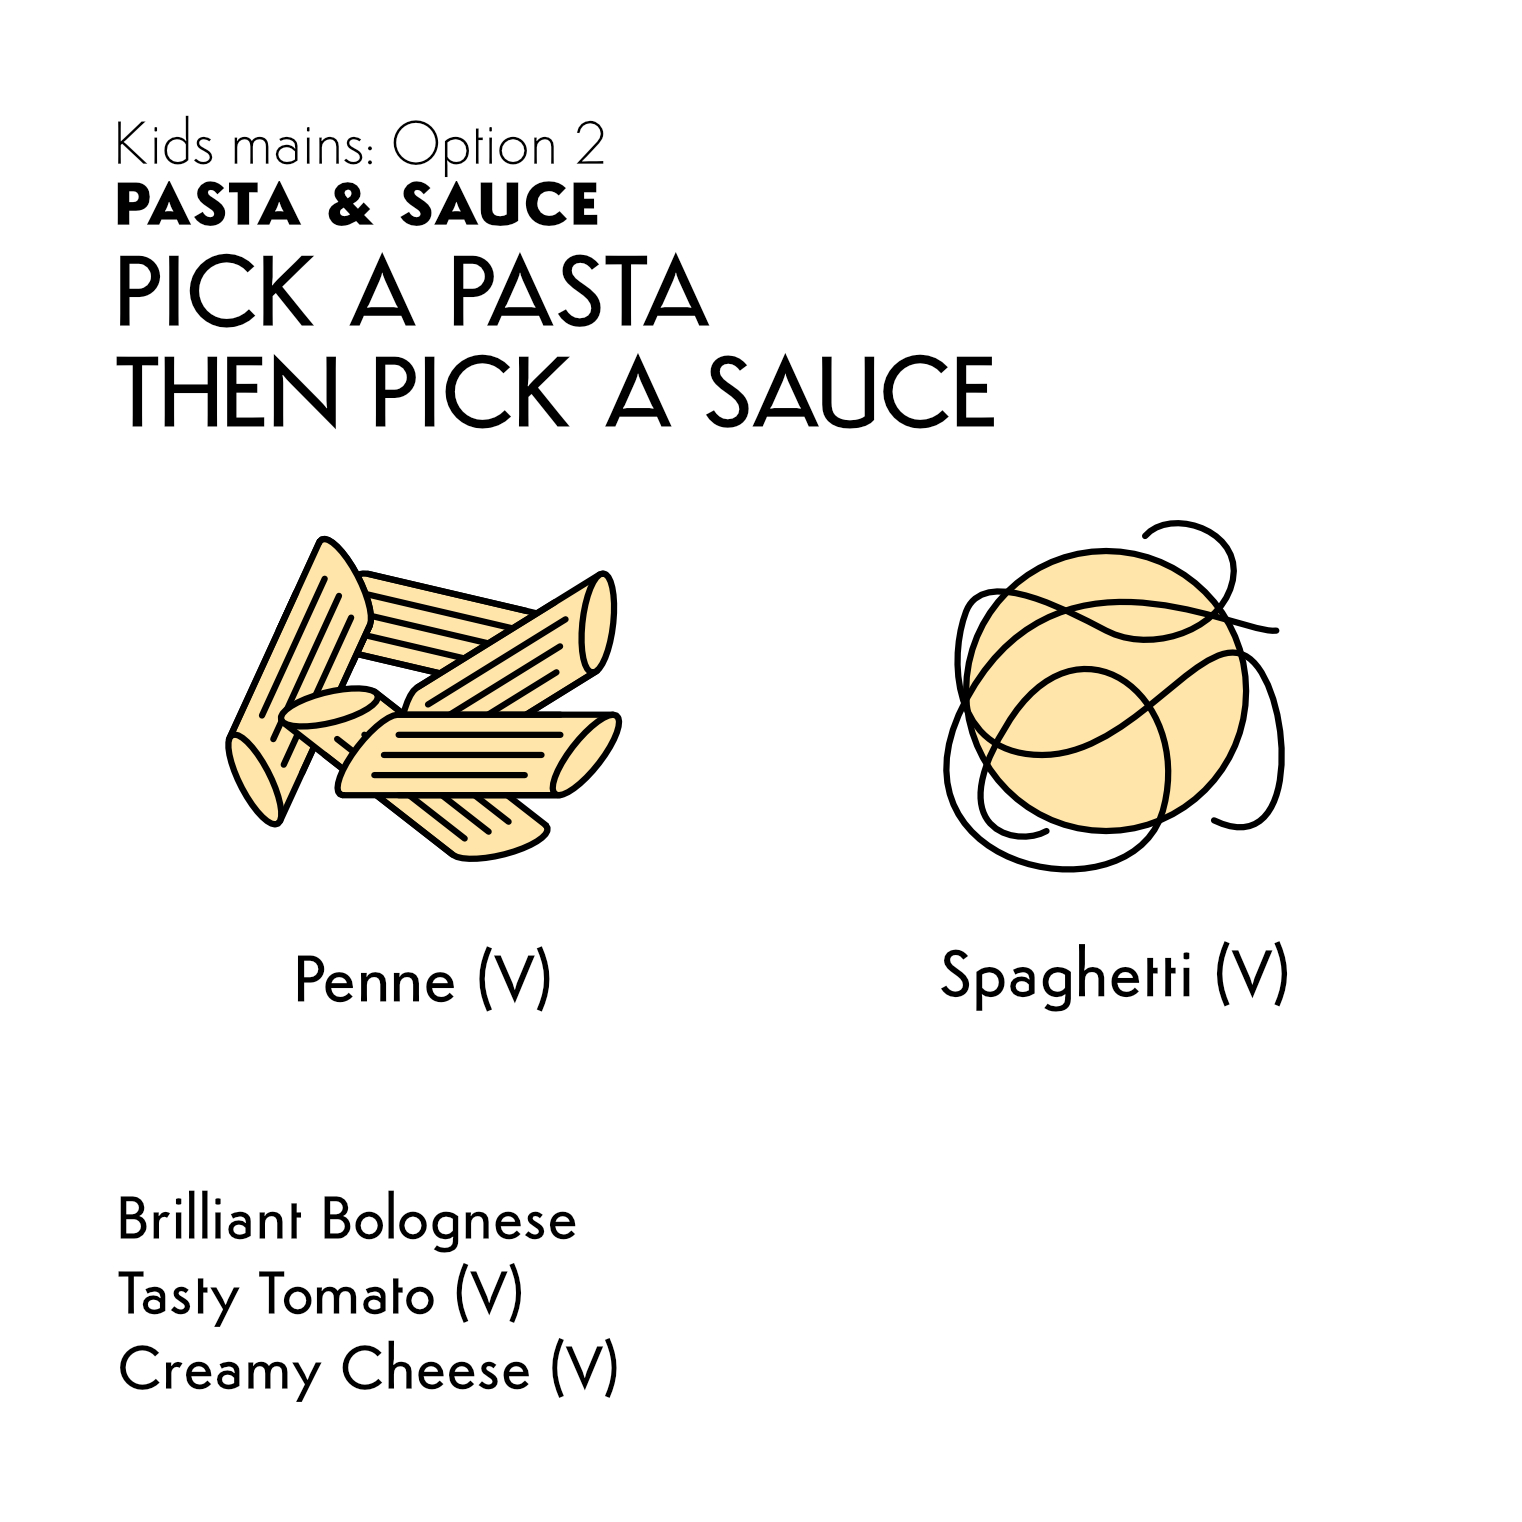 Kids mains: Option 2
PASTA & SAUCE
PICK A PASTA
THEN PICK A SAUCE
Penne (V)
Spaghetti (V)
Brilliant Bolognese
Tasty Tomato (V)
Creamy Cheese (V)